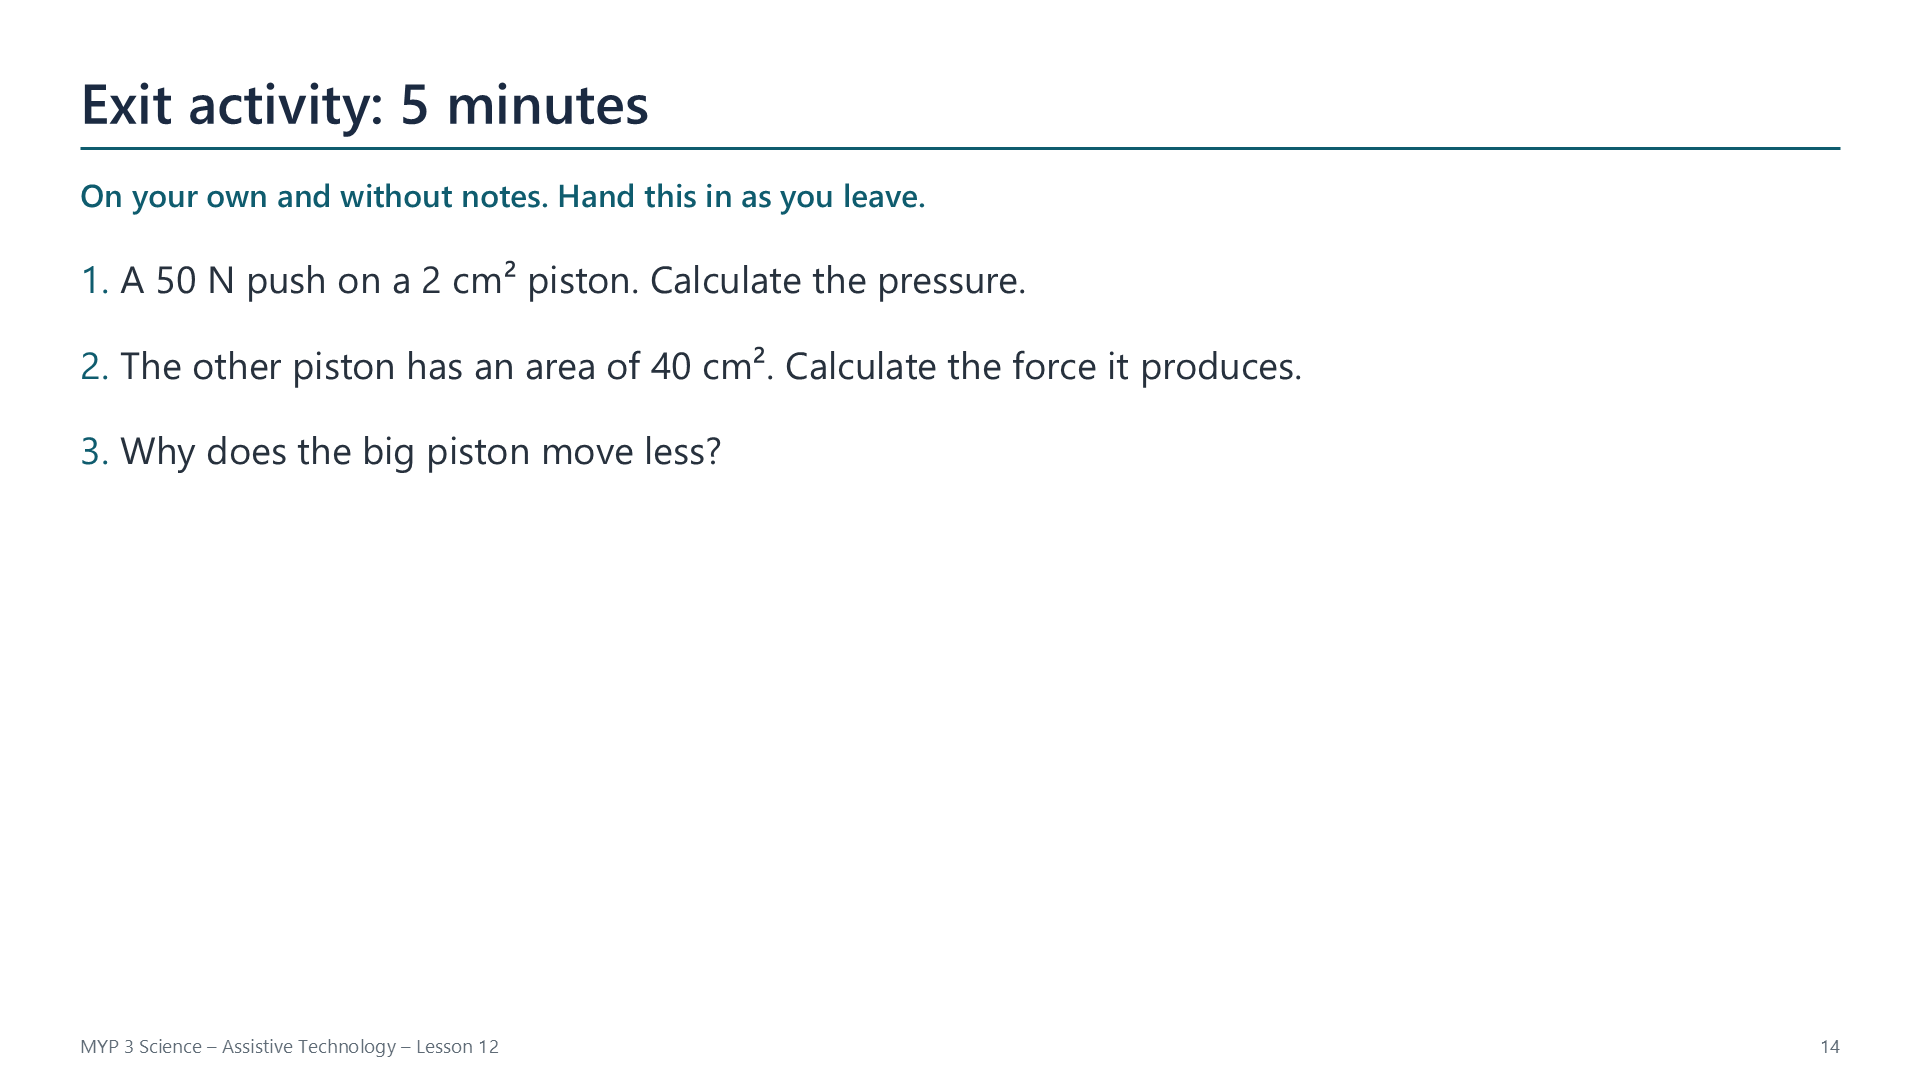 Exit activity: 5 minutes
On your own and without notes. Hand this in as you leave.
1. A 50 N push on a 2 cm² piston. Calculate the pressure.
2. The other piston has an area of 40 cm². Calculate the force it produces.
3. Why does the big piston move less?
MYP 3 Science – Assistive Technology – Lesson 12
14